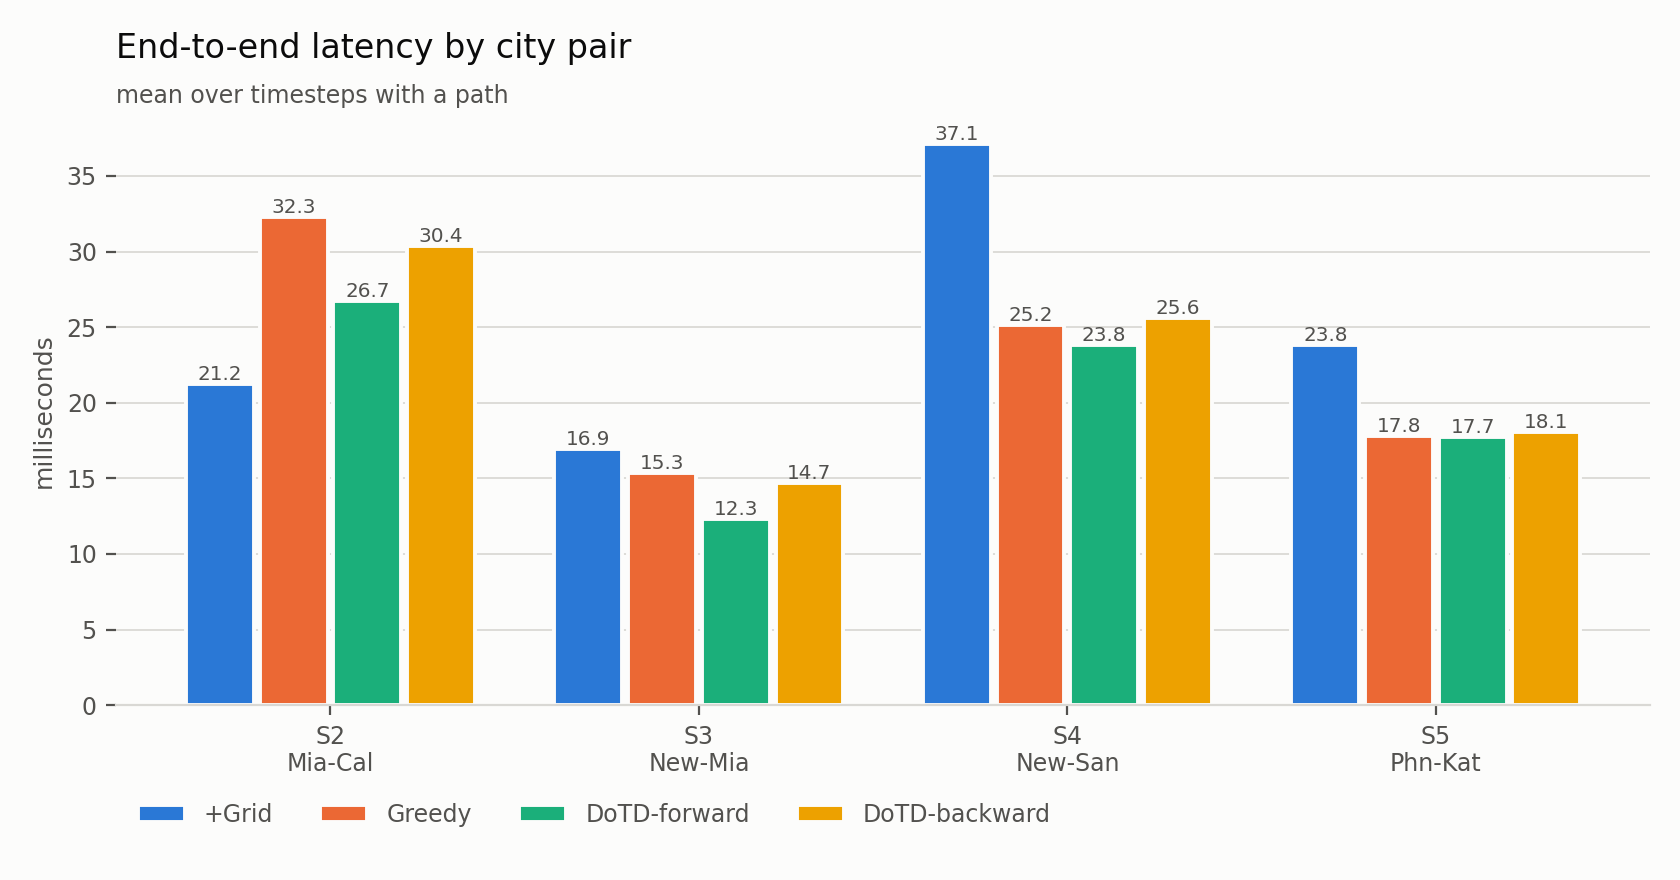 End-to-end latency by city pair
mean over timesteps with a path
milliseconds
35
30
25
20
15
10
5
0
21.2
32.3
26.7
30.4
16.9
15.3
12.3
14.7
37.1
25.2
23.8
25.6
23.8
17.8
17.7
18.1
S2
Mia-Cal
S3
New-Mia
S4
New-San
S5
Phn-Kat
+Grid
Greedy
DoTD-forward
DoTD-backward